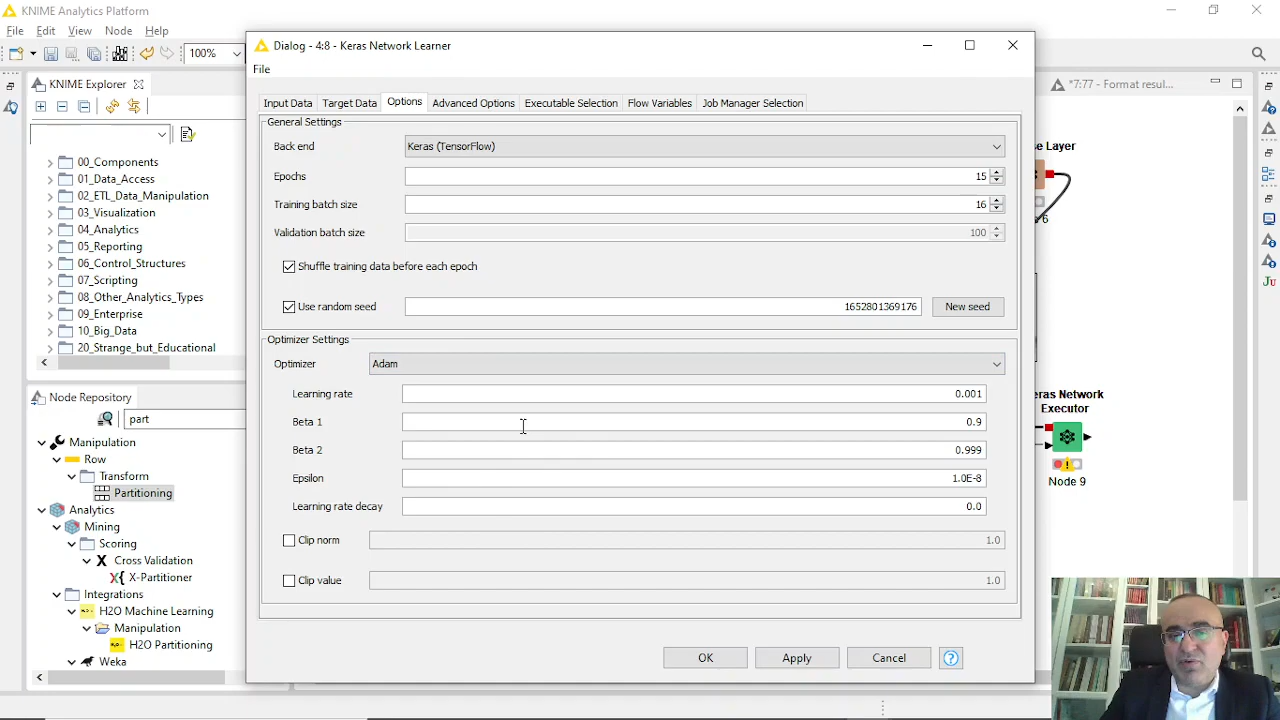 KNIME Analytics Platform
File Edit View Node Help
100%
KNIME Explorer
00_Components
01_Data_Access
02_ETL_Data_Manipulation
03_Visualization
04_Analytics
05_Reporting
06_Control_Structures
07_Scripting
08_Other_Analytics_Types
09_Enterprise
10_Big_Data
20_Strange_but_Educational
Node Repository
part
Manipulation
Row
Transform
Partitioning
Analytics
Mining
Scoring
Cross Validation
X-Partitioner
Integrations
H2O Machine Learning
Manipulation
H2O Partitioning
Weka
Dialog - 4:8 - Keras Network Learner
File
Input Data Target Data Options Advanced Options Executable Selection Flow Variables Job Manager Selection
General Settings
Back end Keras (TensorFlow)
Epochs 15
Training batch size 16
Validation batch size 100
Shuffle training data before each epoch
Use random seed 1652801369176 New seed
Optimizer Settings
Optimizer Adam
Learning rate 0.001
Beta 1 0.9
Beta 2 0.999
Epsilon 1.0E-8
Learning rate decay 0.0
Clip norm 1.0
Clip value 1.0
OK Apply Cancel
*7:77 - Format resul...
se Layer
6
eras Network
Executor
Node 9
Ju